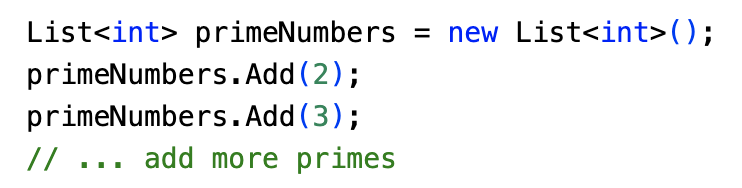 List<int> primeNumbers = new List<int>();
primeNumbers.Add(2);
primeNumbers.Add(3);
// ... add more primes